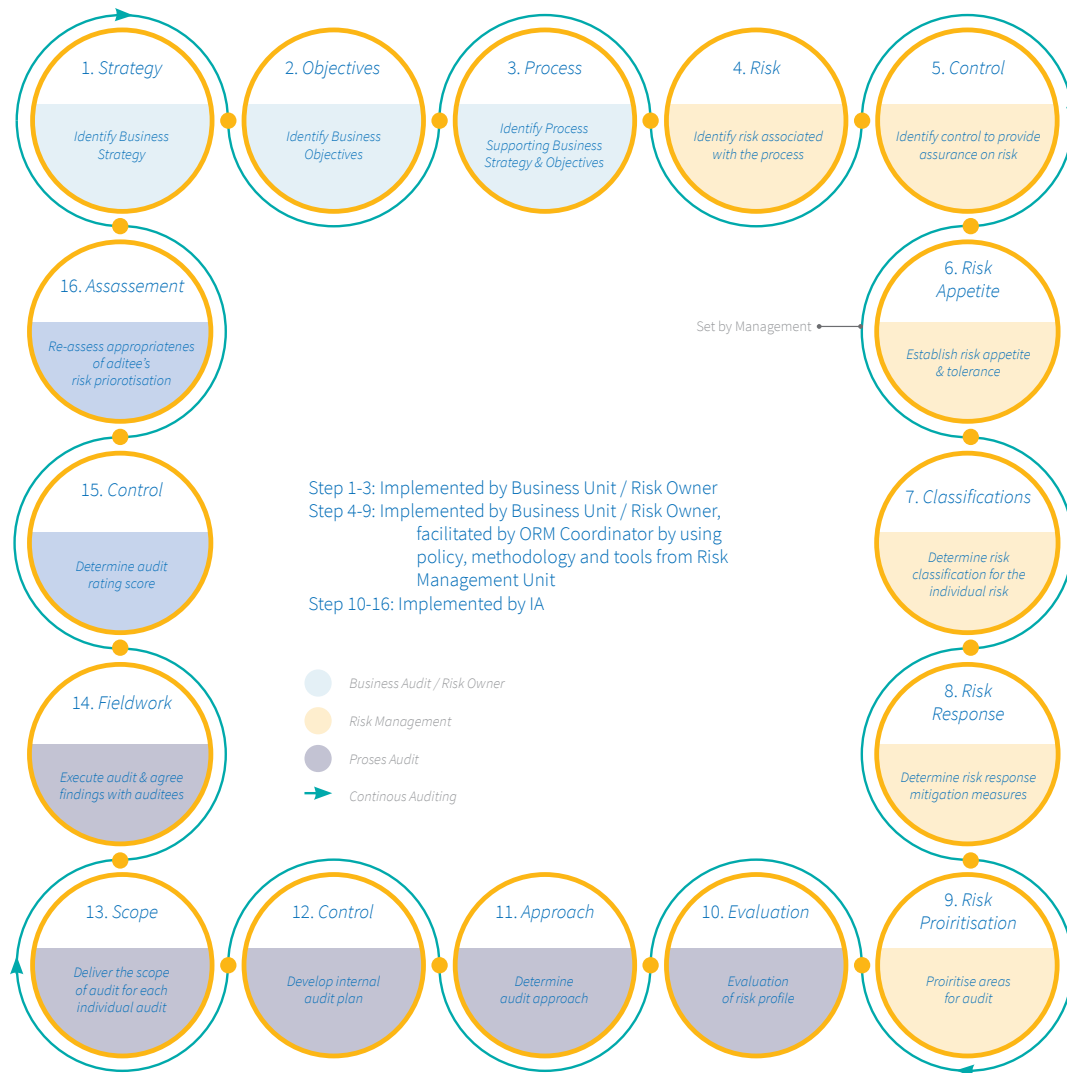 1. Strategy
Identify Business
Strategy
2. Objectives
Identify Business
Objectives
3. Process
Identify Process
Supporting Business
Strategy & Objectives
4. Risk
Identify risk associated
with the process
5. Control
Identify control to provide
assurance on risk
16. Assassement
Re-assess appropriatenes
of aditee's
risk priorotisation
6. Risk
Appetite
Establish risk appetite
& tolerance
Set by Management
15. Control
Determine audit
rating score
Step 1-3: Implemented by Business Unit / Risk Owner
Step 4-9: Implemented by Business Unit / Risk Owner,
facilitated by ORM Coordinator by using
policy, methodology and tools from Risk
Management Unit
Step 10-16: Implemented by IA
7. Classifications
Determine risk
classification for the
individual risk
14. Fieldwork
Execute audit & agree
findings with auditees
Business Audit / Risk Owner
Risk Management
Proses Audit
Continous Auditing
8. Risk
Response
Determine risk response
mitigation measures
13. Scope
Deliver the scope
of audit for each
individual audit
12. Control
Develop internal
audit plan
11. Approach
Determine
audit approach
10. Evaluation
Evaluation
of risk profile
9. Risk
Proiritisation
Proiritise areas
for audit